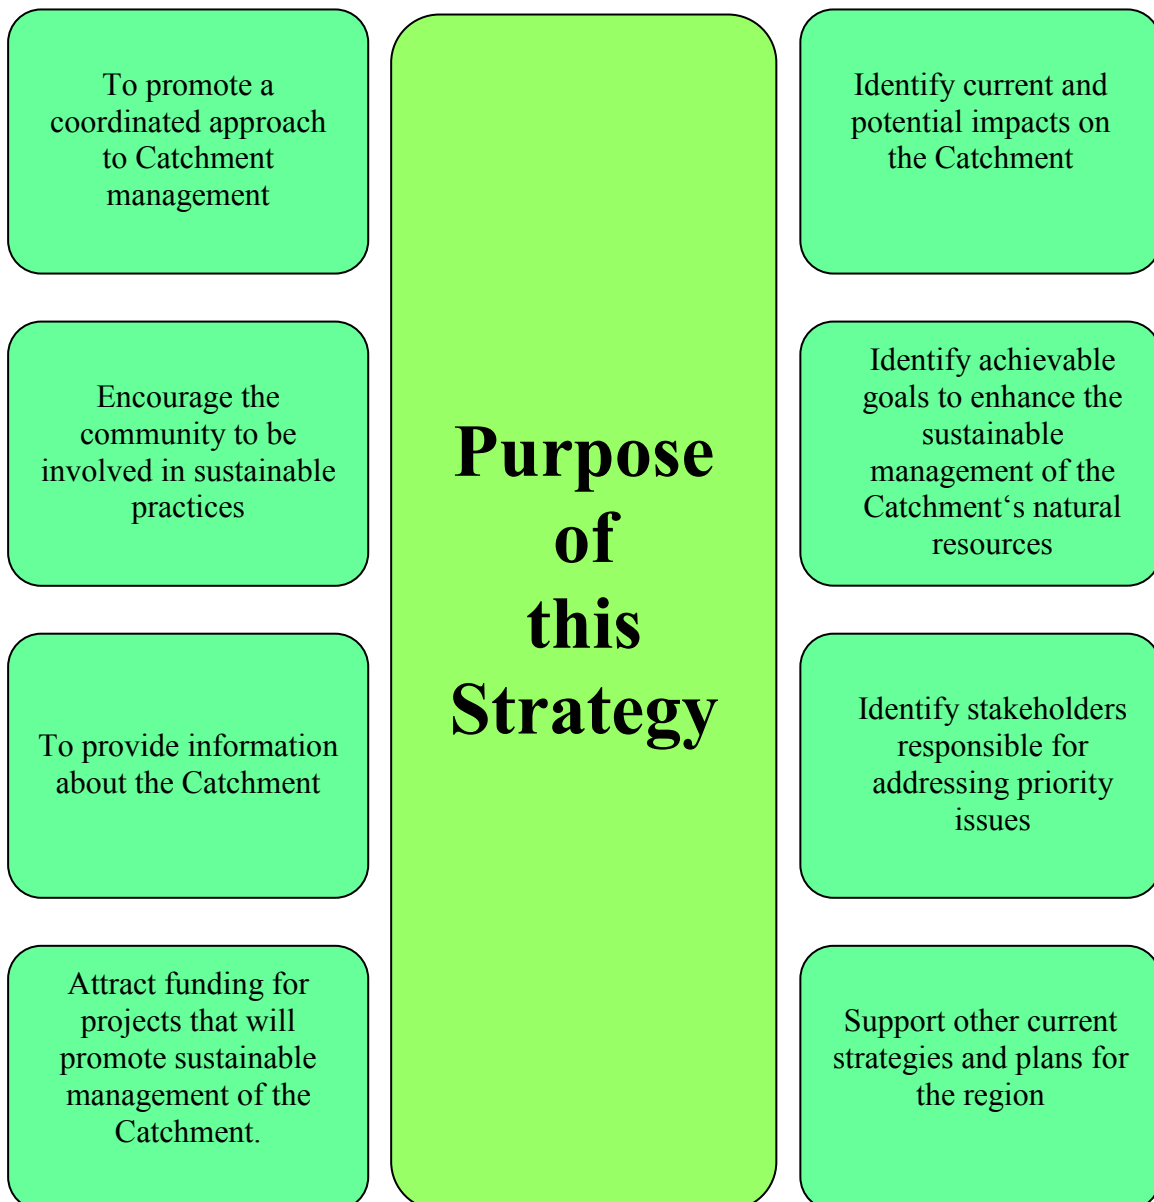 To promote a
coordinated approach
to Catchment
management
Encourage the
community to be
involved in sustainable
practices
To provide information
about the Catchment
Attract funding for
projects that will
promote sustainable
management of the
Catchment.
Purpose
of
this
Strategy
Identify current and
potential impacts on
the Catchment
Identify achievable
goals to enhance the
sustainable
management of the
Catchment‘s natural
resources
Identify stakeholders
responsible for
addressing priority
issues
Support other current
strategies and plans for
the region